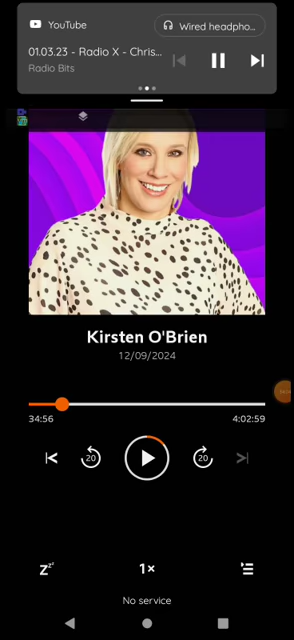 YouTube
Wired headpho...
01.03.23 - Radio X - Chris...
Radio Bits
Kirsten O'Brien
12/09/2024
34:56
4:02:59
20
20
Zzz
1×
No service